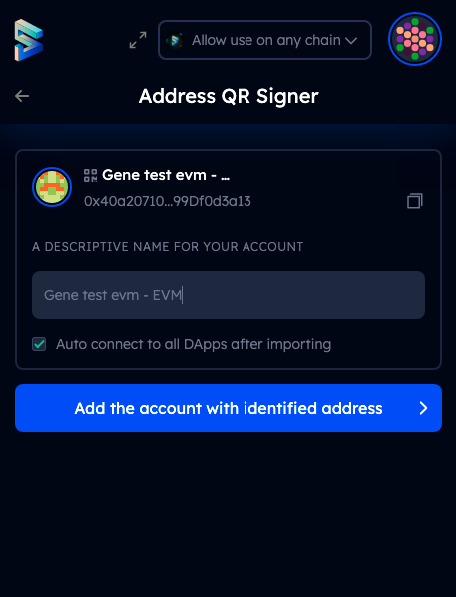 Allow use on any chain
Address QR Signer
Gene test evm - ...
0x40a20710...99Df0d3a13
A DESCRIPTIVE NAME FOR YOUR ACCOUNT
Gene test evm - EVM
Auto connect to all DApps after importing
Add the account with identified address